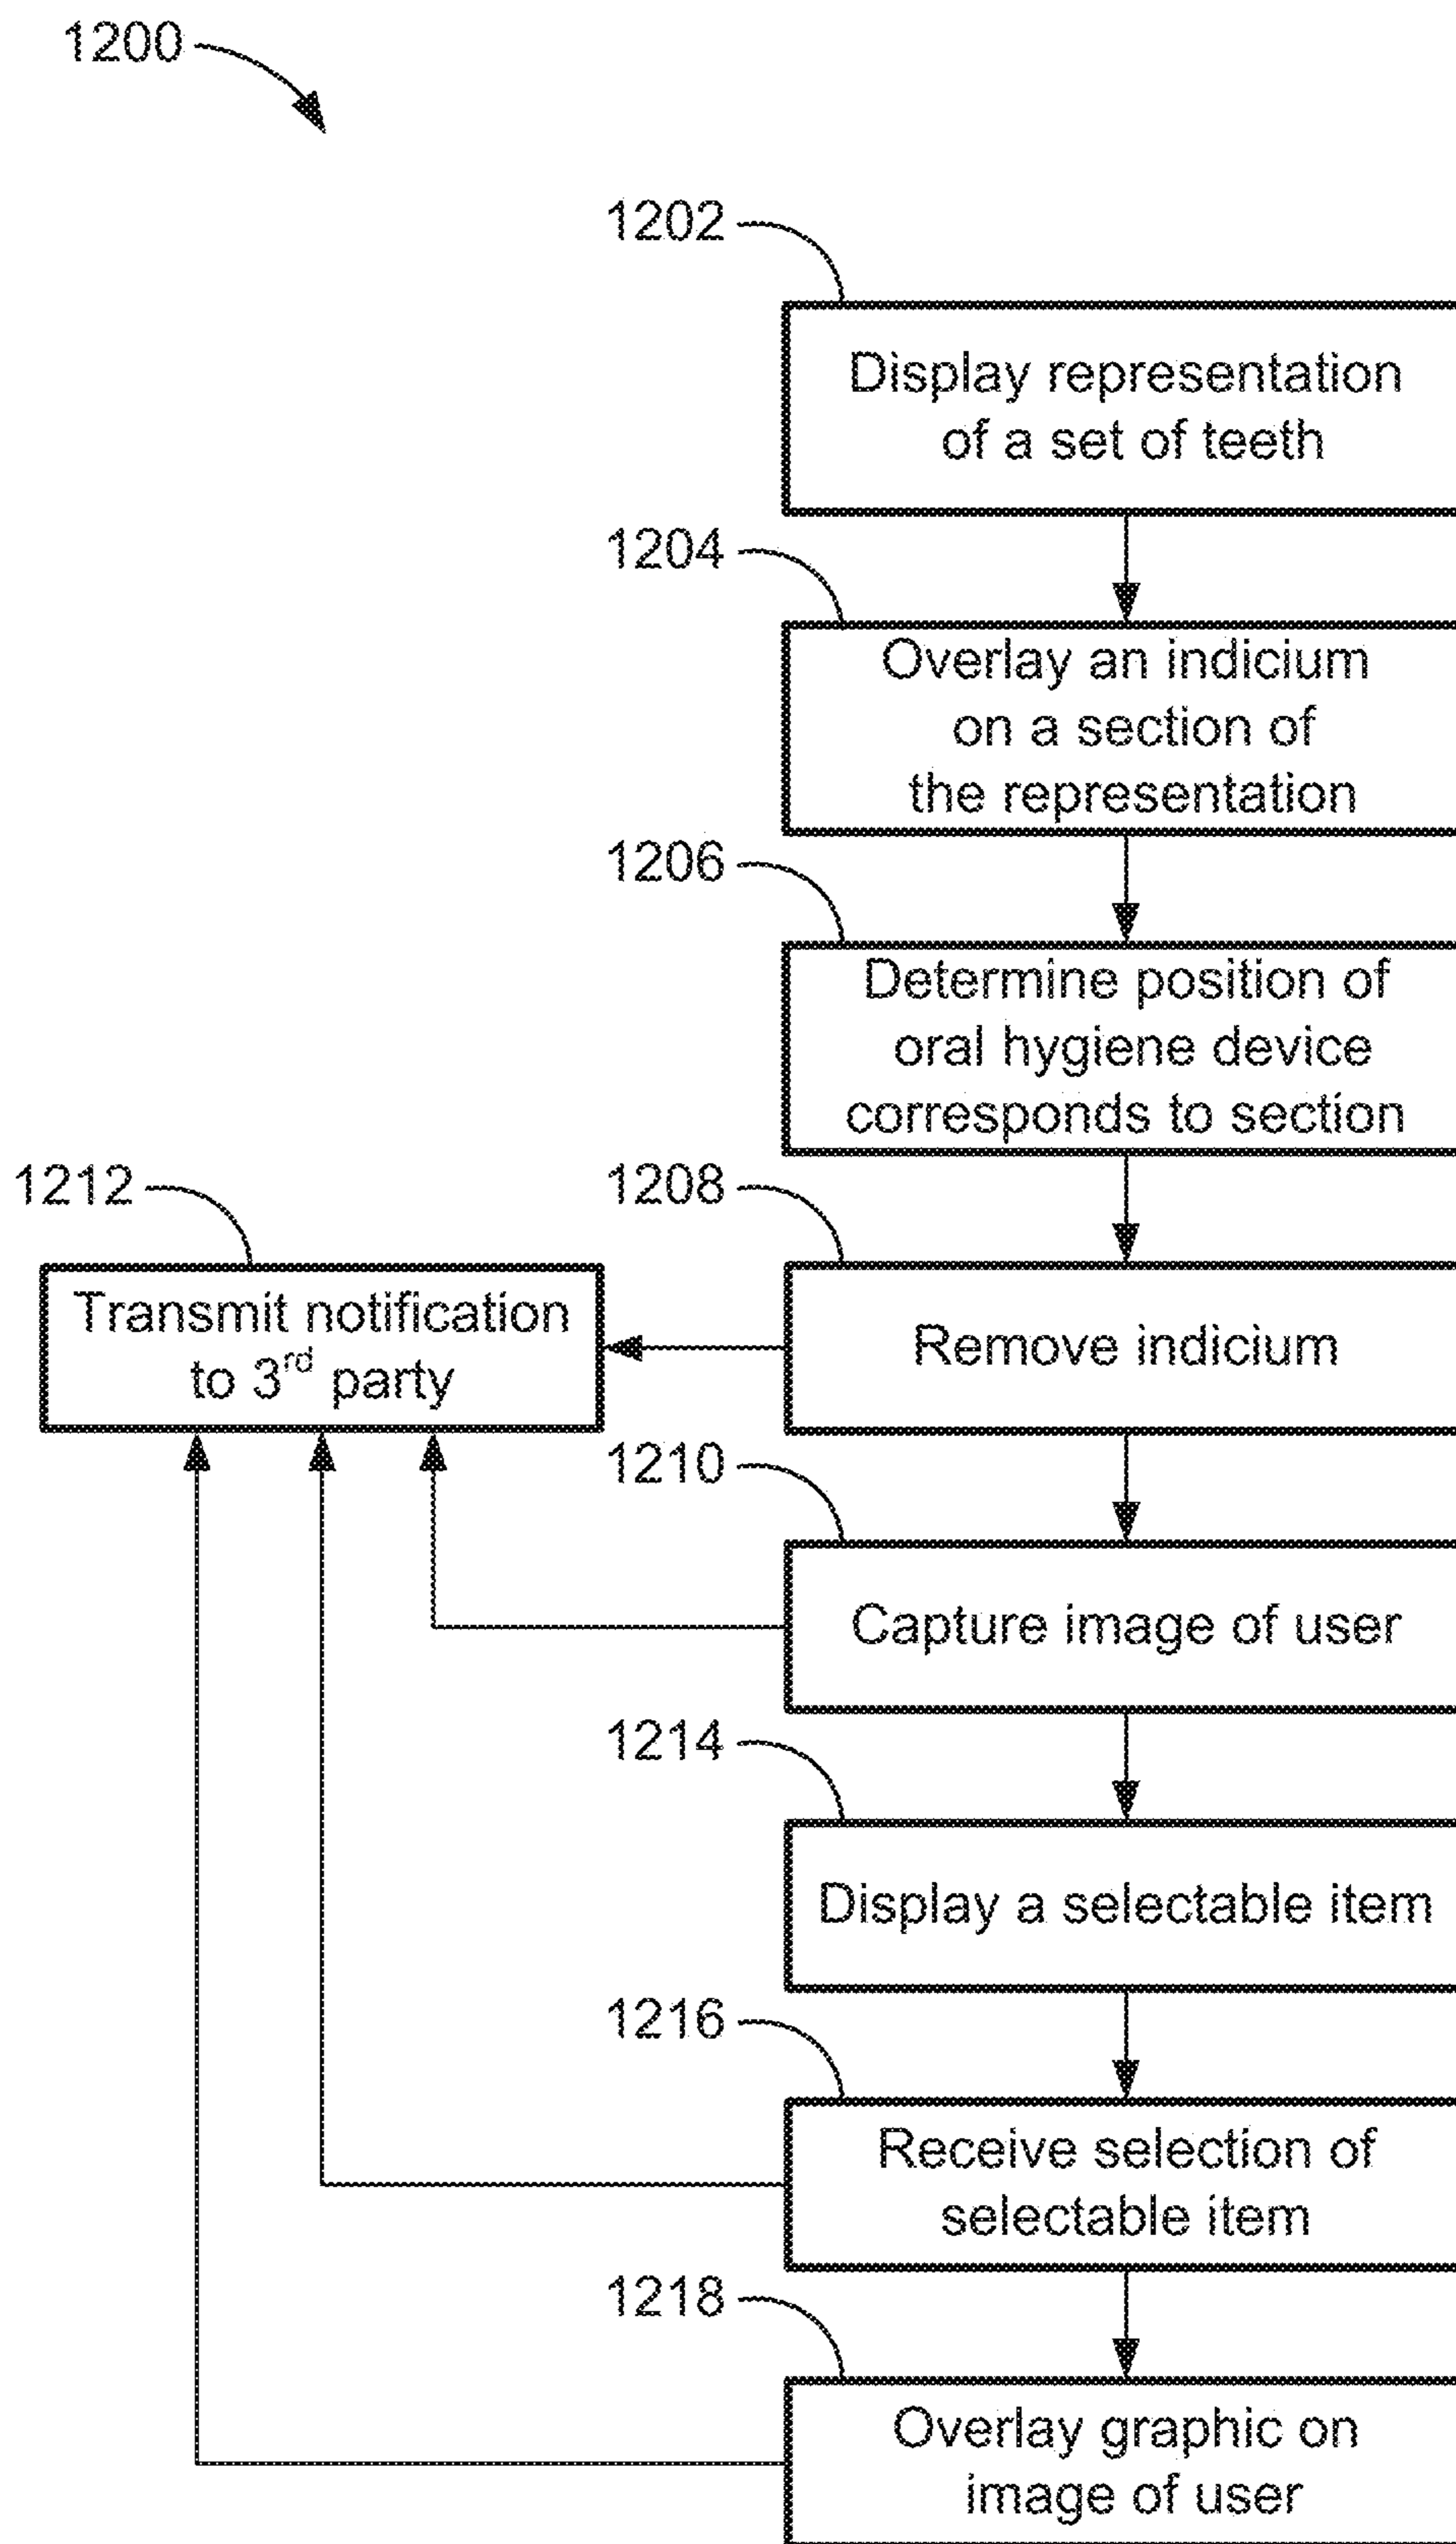 1200
1202
Display representation
of a set of teeth
1204
Overlay an indicium
on a section of
the representation
1206
Determine position of
oral hygiene device
corresponds to section
1212
1208
Transmit notification
to 3rd party
Remove indicium
1210
Capture image of user
1214
Display a selectable item
1216
Receive selection of
selectable item
1218
Overlay graphic on
image of user